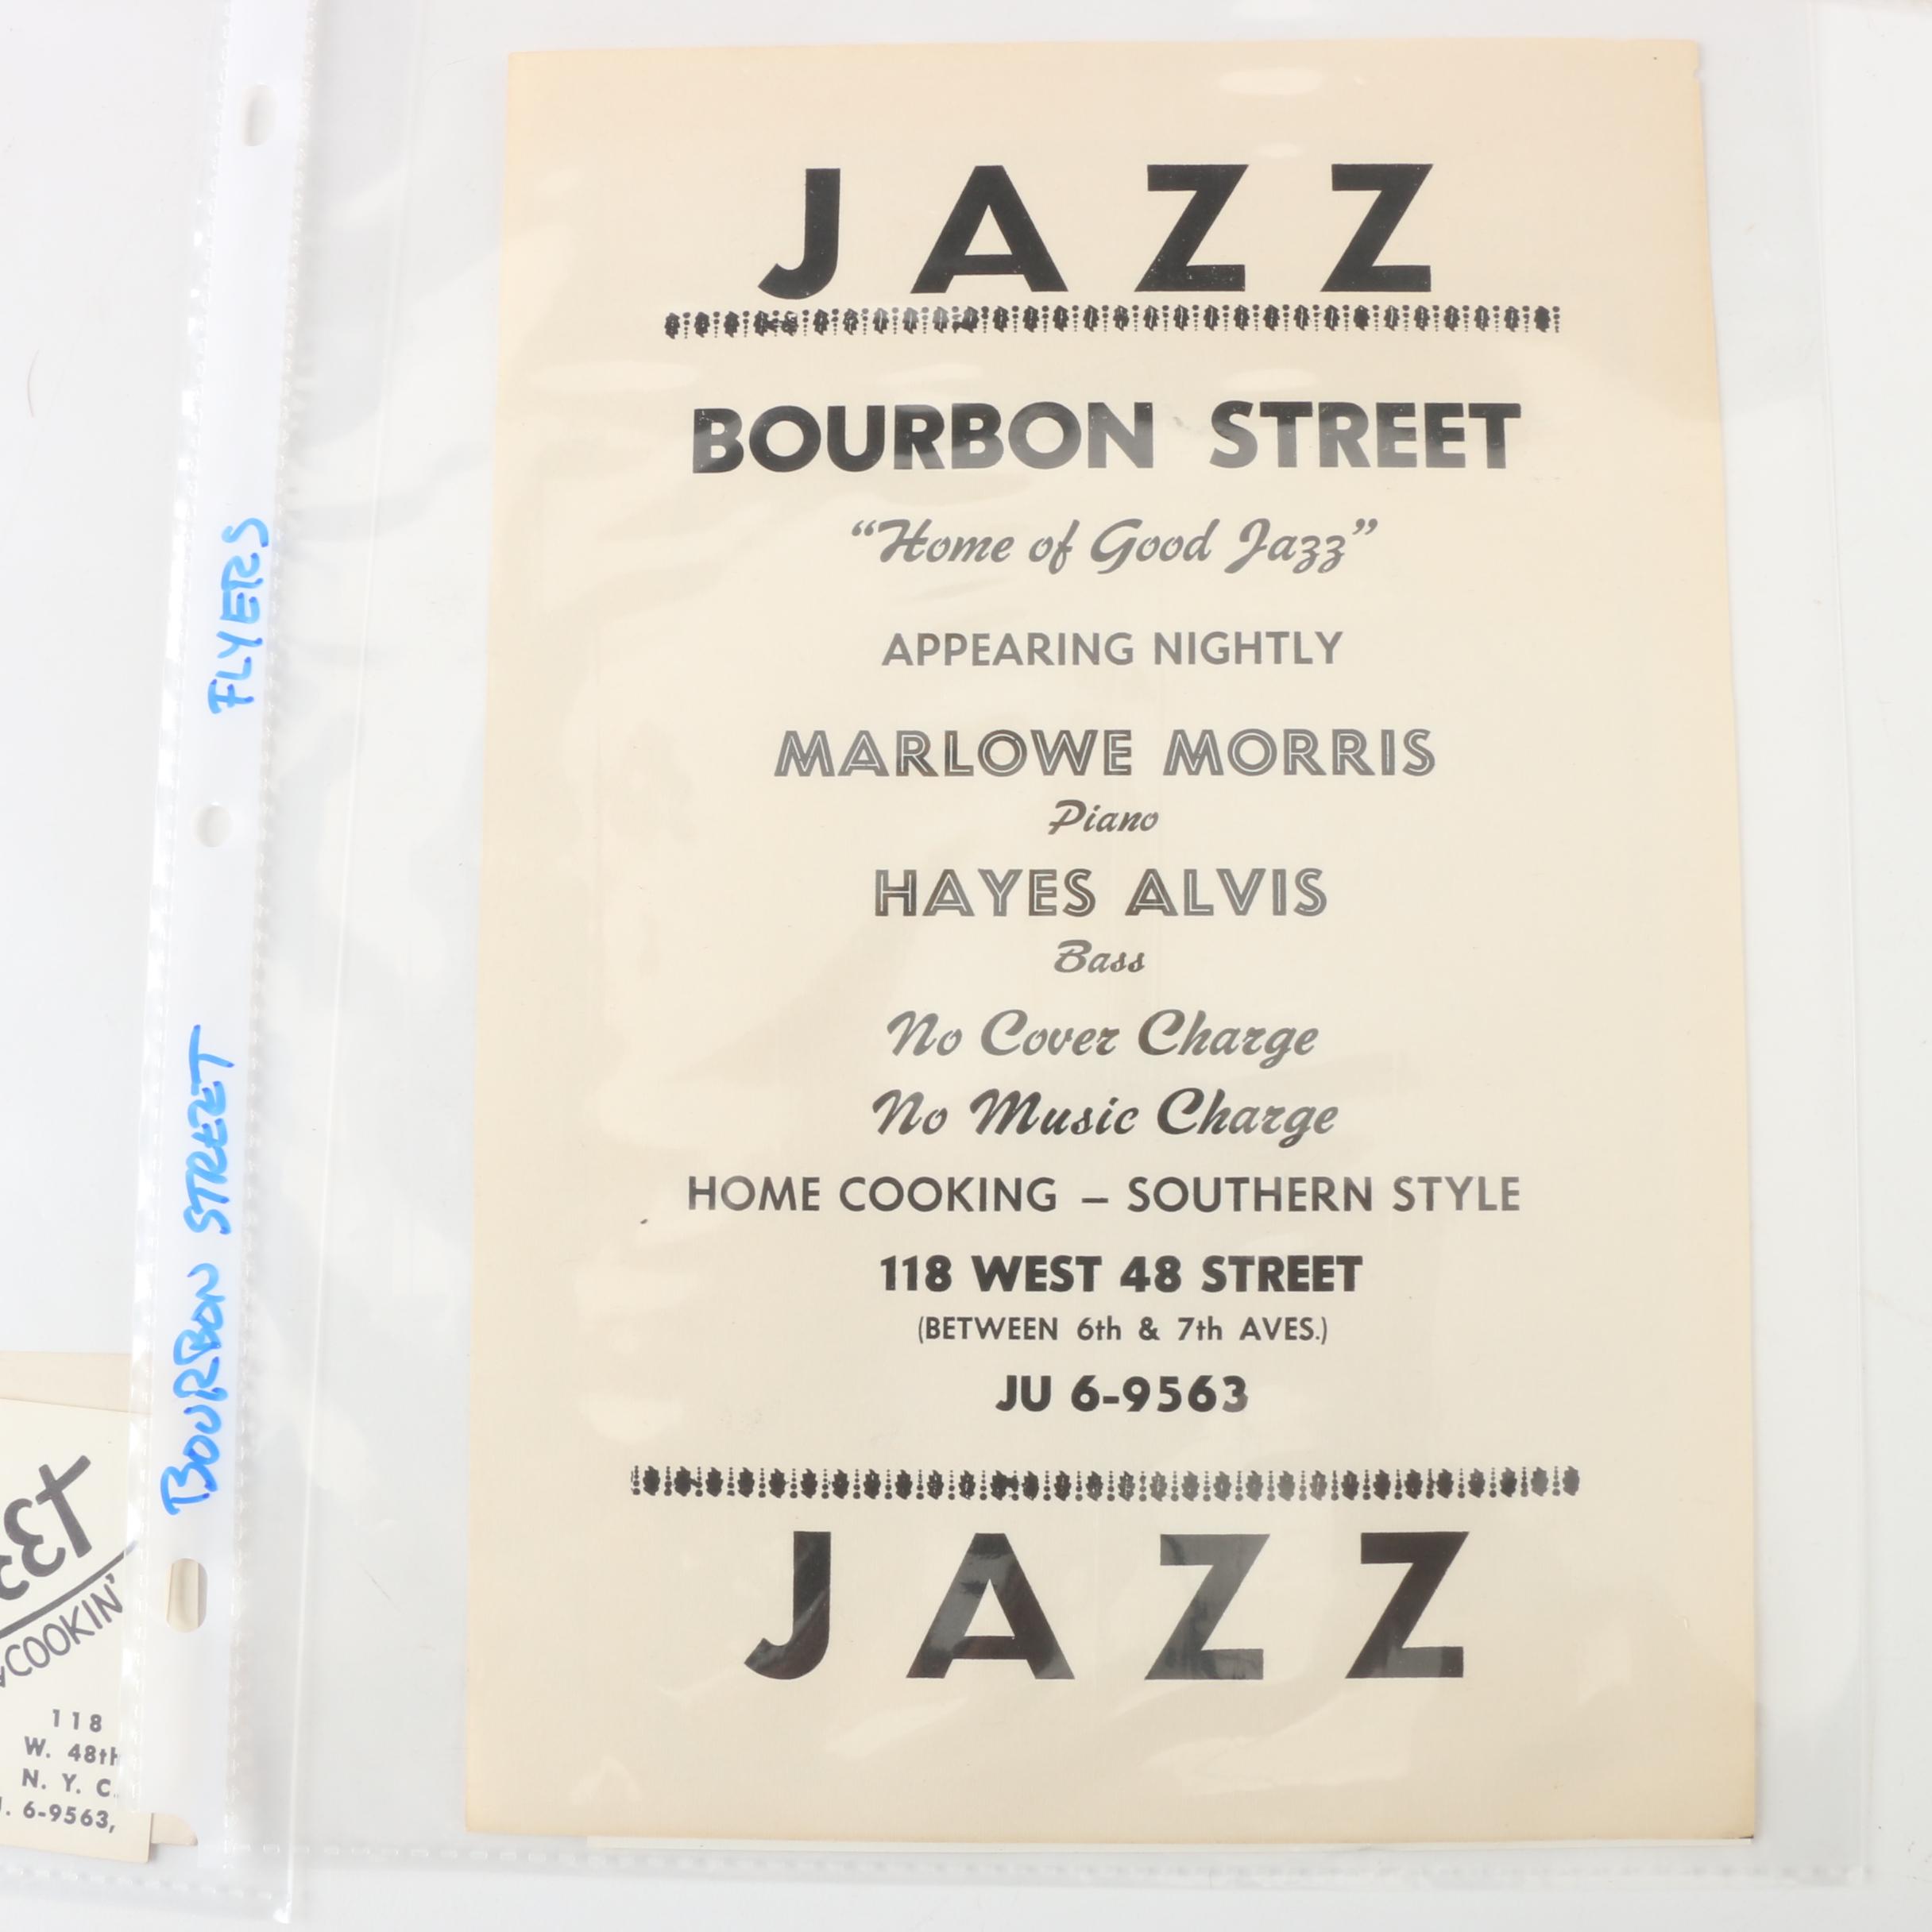 JAZZ
BOURBON STREET
“Home of Good Jazz”
APPEARING NIGHTLY
MARLOWE MORRIS
Piano
HAYES ALVIS
Bass
No Cover Charge
No Music Charge
HOME COOKING – SOUTHERN STYLE
118 WEST 48 STREET
(BETWEEN 6th & 7th AVES.)
JU 6-9563
JAZZ
BOURBON STREET FLYERS
COOKIN'
118
W. 48th
N. Y. C.
6-9563,